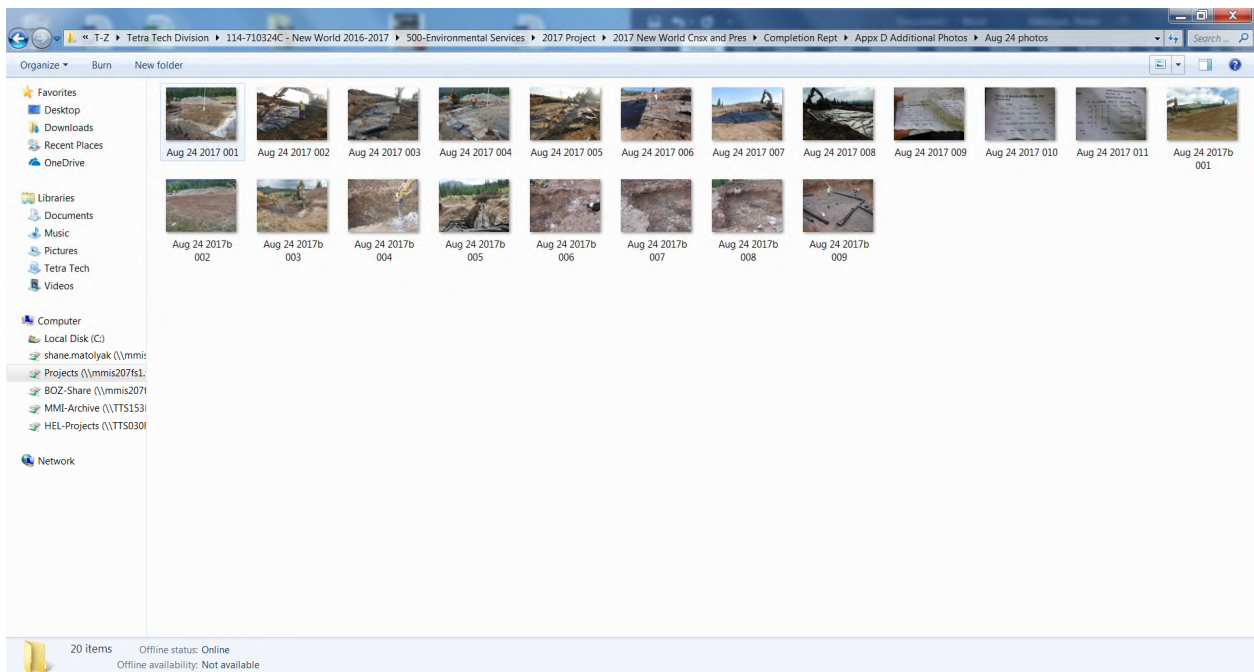 « T-Z ▸ Tetra Tech Division ▸ 114-710324C - New World 2016-2017 ▸ 500-Environmental Services ▸ 2017 Project ▸ 2017 New World Cnsx and Pres ▸ Completion Rept ▸ Appx D Additional Photos ▸ Aug 24 photos
Search ...
Organize Burn New folder
Favorites
Desktop
Downloads
Recent Places
OneDrive
Libraries
Documents
Music
Pictures
Tetra Tech
Videos
Computer
Local Disk (C:)
shane.matolyak (\\mmis
Projects (\\mmis207fs1.
BOZ-Share (\\mmis207f
MMI-Archive (\\TTS153
HEL-Projects (\\TTS030
Network
Aug 24 2017 001 Aug 24 2017 002 Aug 24 2017 003 Aug 24 2017 004 Aug 24 2017 005 Aug 24 2017 006 Aug 24 2017 007 Aug 24 2017 008 Aug 24 2017 009 Aug 24 2017 010 Aug 24 2017 011 Aug 24 2017b
001
Aug 24 2017b Aug 24 2017b Aug 24 2017b Aug 24 2017b Aug 24 2017b Aug 24 2017b Aug 24 2017b Aug 24 2017b
002 003 004 005 006 007 008 009
20 items Offline status: Online
Offline availability: Not available